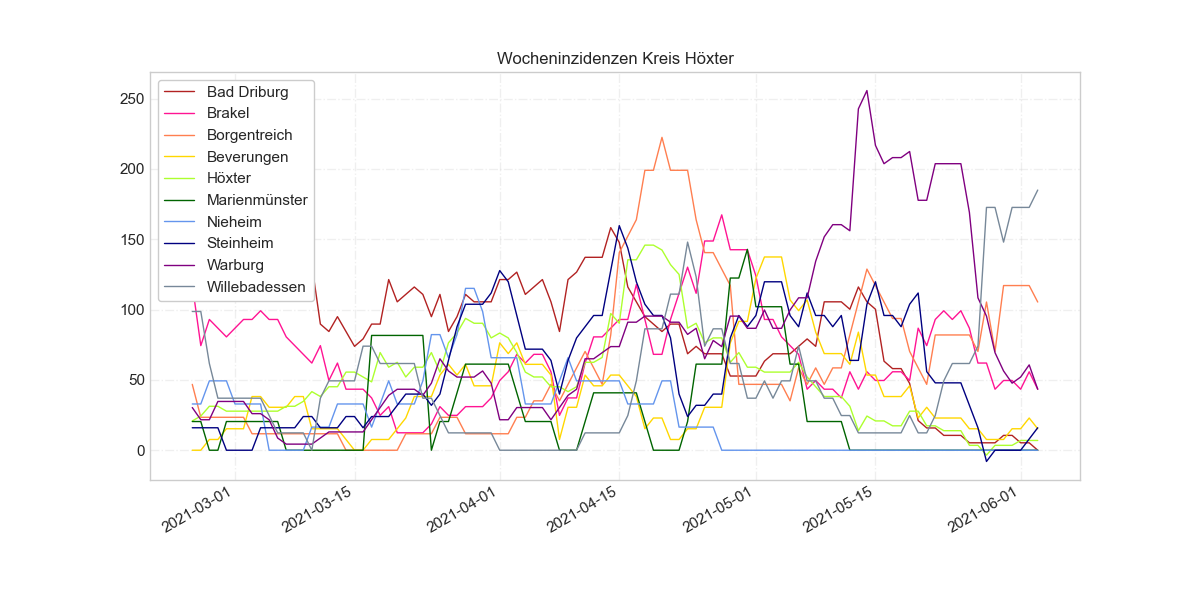 Wocheninzidenzen Kreis Höxter
250
200
150
100
50
0
Bad Driburg
Brakel
Borgentreich
Beverungen
Höxter
Marienmünster
Nieheim
Steinheim
Warburg
Willebadessen
2021-03-01
2021-03-15
2021-04-01
2021-04-15
2021-05-01
2021-05-15
2021-06-01